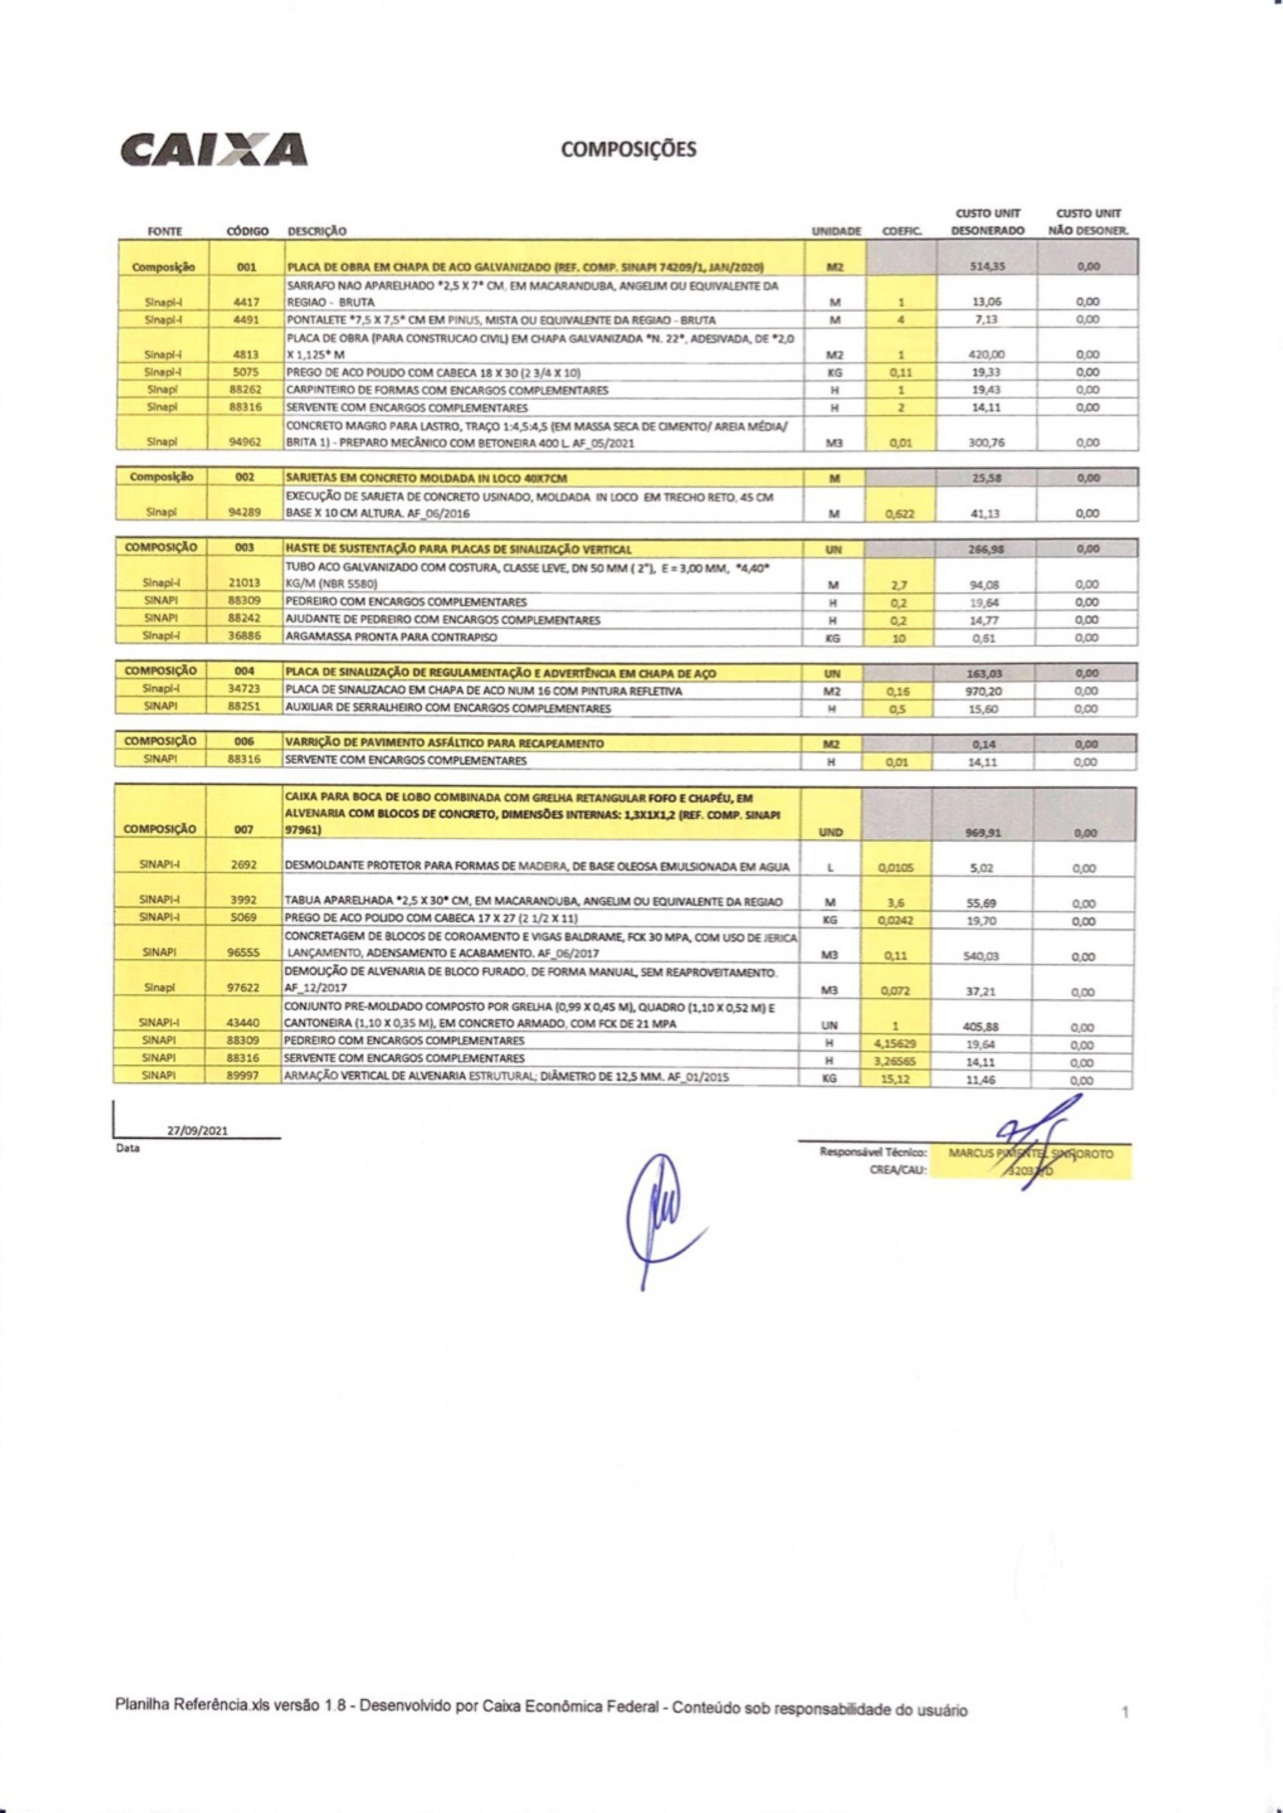 CAIXA
COMPOSIÇÕES
FONTE CÓDIGO DESCRIÇÃO UNIDADE COEFIC. CUSTO UNIT DESONERADO CUSTO UNIT NÃO DESONER.
Composição 001 PLACA DE OBRA EM CHAPA DE ACO GALVANIZADO (REF. COMP. SINAPI 74209/1, JAN/2020) M2 514,35 0,00
SARRAFO NAO APARELHADO *2,5 X 7* CM, EM MACARANDUBA, ANGELIM OU EQUIVALENTE DA
Sinapi-I 4417 REGIAO - BRUTA M 1 13,06 0,00
Sinapi-I 4491 PONTALETE *7,5 X 7,5* CM EM PINUS, MISTA OU EQUIVALENTE DA REGIAO - BRUTA M 4 7,13 0,00
PLACA DE OBRA (PARA CONSTRUCAO CIVIL) EM CHAPA GALVANIZADA *N. 22*, ADESIVADA, DE *2,0
Sinapi-I 4813 X 1,125* M M2 1 420,00 0,00
Sinapi-I 5075 PREGO DE ACO POLIDO COM CABECA 18 X 30 (2 3/4 X 10) KG 0,11 19,33 0,00
Sinapi 88262 CARPINTEIRO DE FORMAS COM ENCARGOS COMPLEMENTARES H 1 19,43 0,00
Sinapi 88316 SERVENTE COM ENCARGOS COMPLEMENTARES H 2 14,11 0,00
CONCRETO MAGRO PARA LASTRO, TRAÇO 1:4,5:4,5 (EM MASSA SECA DE CIMENTO/ AREIA MÉDIA/
Sinapi 94962 BRITA 1) - PREPARO MECÂNICO COM BETONEIRA 400 L. AF_05/2021 M3 0,01 300,76 0,00
Composição 002 SARJETAS EM CONCRETO MOLDADA IN LOCO 40X7CM M 25,58 0,00
EXECUÇÃO DE SARJETA DE CONCRETO USINADO, MOLDADA IN LOCO EM TRECHO RETO, 45 CM
Sinapi 94289 BASE X 10 CM ALTURA. AF_06/2016 M 0,622 41,13 0,00
COMPOSIÇÃO 003 HASTE DE SUSTENTAÇÃO PARA PLACAS DE SINALIZAÇÃO VERTICAL UN 266,98 0,00
TUBO ACO GALVANIZADO COM COSTURA, CLASSE LEVE, DN 50 MM ( 2"), E = 3,00 MM, *4,40*
Sinapi-I 21013 KG/M (NBR 5580) M 2,7 94,08 0,00
SINAPI 88309 PEDREIRO COM ENCARGOS COMPLEMENTARES H 0,2 19,64 0,00
SINAPI 88242 AJUDANTE DE PEDREIRO COM ENCARGOS COMPLEMENTARES H 0,2 14,77 0,00
Sinapi-I 36886 ARGAMASSA PRONTA PARA CONTRAPISO KG 10 0,61 0,00
COMPOSIÇÃO 004 PLACA DE SINALIZAÇÃO DE REGULAMENTAÇÃO E ADVERTÊNCIA EM CHAPA DE AÇO UN 163,03 0,00
Sinapi-I 34723 PLACA DE SINALIZACAO EM CHAPA DE ACO NUM 16 COM PINTURA REFLETIVA M2 0,16 970,20 0,00
SINAPI 88251 AUXILIAR DE SERRALHEIRO COM ENCARGOS COMPLEMENTARES H 0,5 15,60 0,00
COMPOSIÇÃO 006 VARRIÇÃO DE PAVIMENTO ASFÁLTICO PARA RECAPEAMENTO M2 0,14 0,00
SINAPI 88316 SERVENTE COM ENCARGOS COMPLEMENTARES H 0,01 14,11 0,00
CAIXA PARA BOCA DE LOBO COMBINADA COM GRELHA RETANGULAR FOFO E CHAPÉU, EM
ALVENARIA COM BLOCOS DE CONCRETO, DIMENSÕES INTERNAS: 1,3X1X1,2 (REF. COMP. SINAPI
COMPOSIÇÃO 007 97961) UND 969,91 0,00
SINAPI-I 2692 DESMOLDANTE PROTETOR PARA FORMAS DE MADEIRA, DE BASE OLEOSA EMULSIONADA EM AGUA L 0,0105 5,02 0,00
SINAPI-I 3992 TABUA APARELHADA *2,5 X 30* CM, EM MACARANDUBA, ANGELIM OU EQUIVALENTE DA REGIAO M 3,6 55,69 0,00
SINAPI-I 5069 PREGO DE ACO POLIDO COM CABECA 17 X 27 (2 1/2 X 11) KG 0,0242 19,70 0,00
CONCRETAGEM DE BLOCOS DE COROAMENTO E VIGAS BALDRAME, FCK 30 MPA, COM USO DE JERICA
SINAPI 96555 LANÇAMENTO, ADENSAMENTO E ACABAMENTO. AF_06/2017 M3 0,11 540,03 0,00
DEMOLIÇÃO DE ALVENARIA DE BLOCO FURADO, DE FORMA MANUAL, SEM REAPROVEITAMENTO.
Sinapi 97622 AF_12/2017 M3 0,072 37,21 0,00
CONJUNTO PRE-MOLDADO COMPOSTO POR GRELHA (0,99 X 0,45 M), QUADRO (1,10 X 0,52 M) E
SINAPI-I 43440 CANTONEIRA (1,10 X 0,35 M), EM CONCRETO ARMADO, COM FCK DE 21 MPA UN 1 405,88 0,00
SINAPI 88309 PEDREIRO COM ENCARGOS COMPLEMENTARES H 4,15629 19,64 0,00
SINAPI 88316 SERVENTE COM ENCARGOS COMPLEMENTARES H 3,26565 14,11 0,00
SINAPI 89997 ARMAÇÃO VERTICAL DE ALVENARIA ESTRUTURAL; DIÂMETRO DE 12,5 MM. AF_01/2015 KG 15,12 11,46 0,00
27/09/2021
Data
Responsável Técnico: MARCUS PIMENTEL SINHOROTO
CREA/CAU:
Planilha Referência.xls versão 1.8 - Desenvolvido por Caixa Econômica Federal - Conteúdo sob responsabilidade do usuário 1